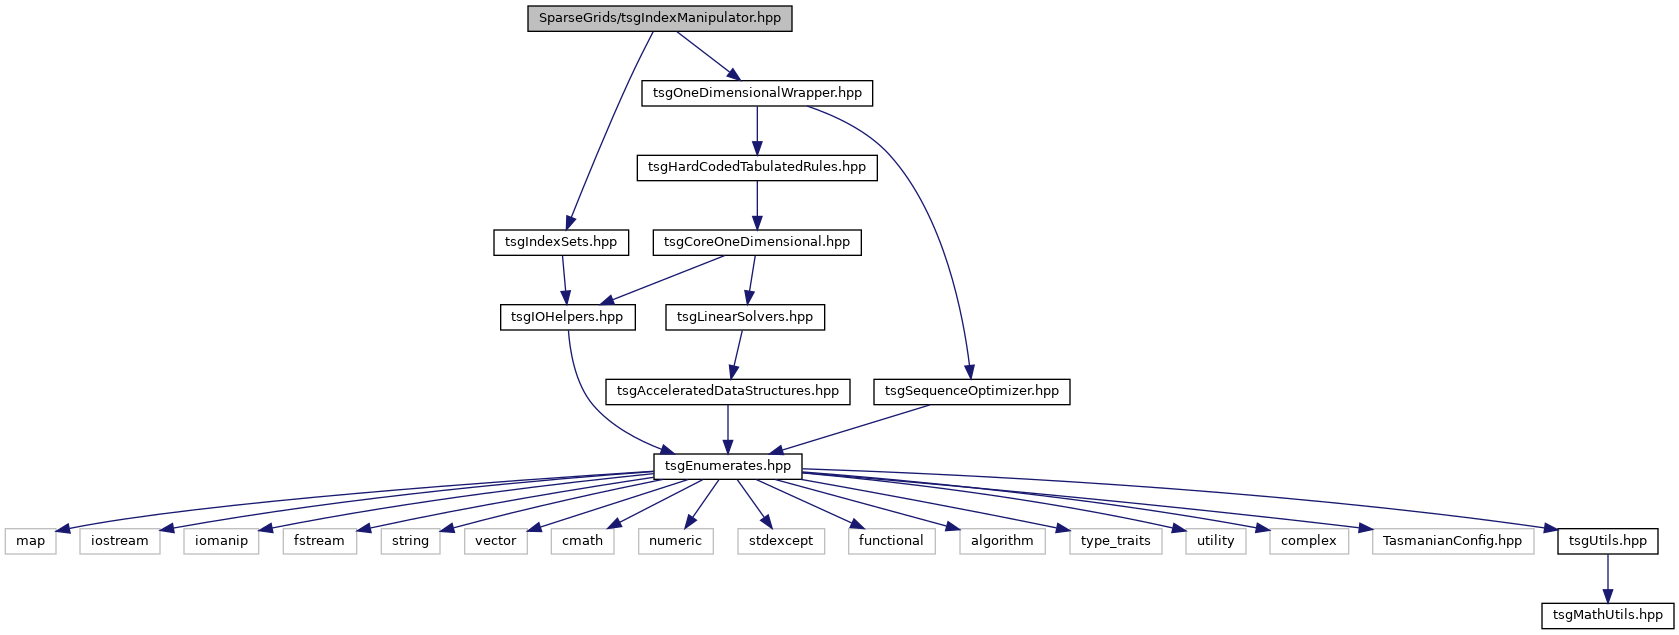 SparseGrids/tsgIndexManipulator.hpp
tsgOneDimensionalWrapper.hpp
tsgHardCodedTabulatedRules.hpp
tsgIndexSets.hpp
tsgCoreOneDimensional.hpp
tsgIOHelpers.hpp
tsgLinearSolvers.hpp
tsgAcceleratedDataStructures.hpp
tsgSequenceOptimizer.hpp
tsgEnumerates.hpp
map
iostream
iomanip
fstream
string
vector
cmath
numeric
stdexcept
functional
algorithm
type_traits
utility
complex
TasmanianConfig.hpp
tsgUtils.hpp
tsgMathUtils.hpp